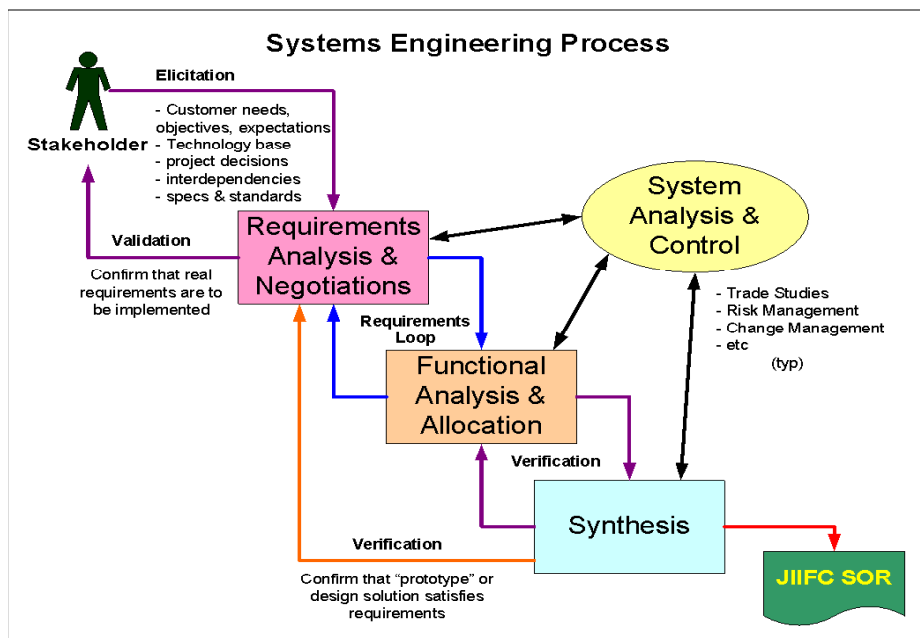 Systems Engineering Process
Elicitation
- Customer needs,
objectives, expectations
- Technology base
- project decisions
- interdependencies
- specs & standards
Stakeholder
Validation
Confirm that real
requirements are to
be implemented
Requirements
Analysis &
Negotiations
System
Analysis &
Control
- Trade Studies
- Risk Management
- Change Management
- etc
(typ)
Requirements
Loop
Functional
Analysis &
Allocation
Verification
Synthesis
Verification
Confirm that “prototype” or
design solution satisfies
requirements
JIIFC SOR